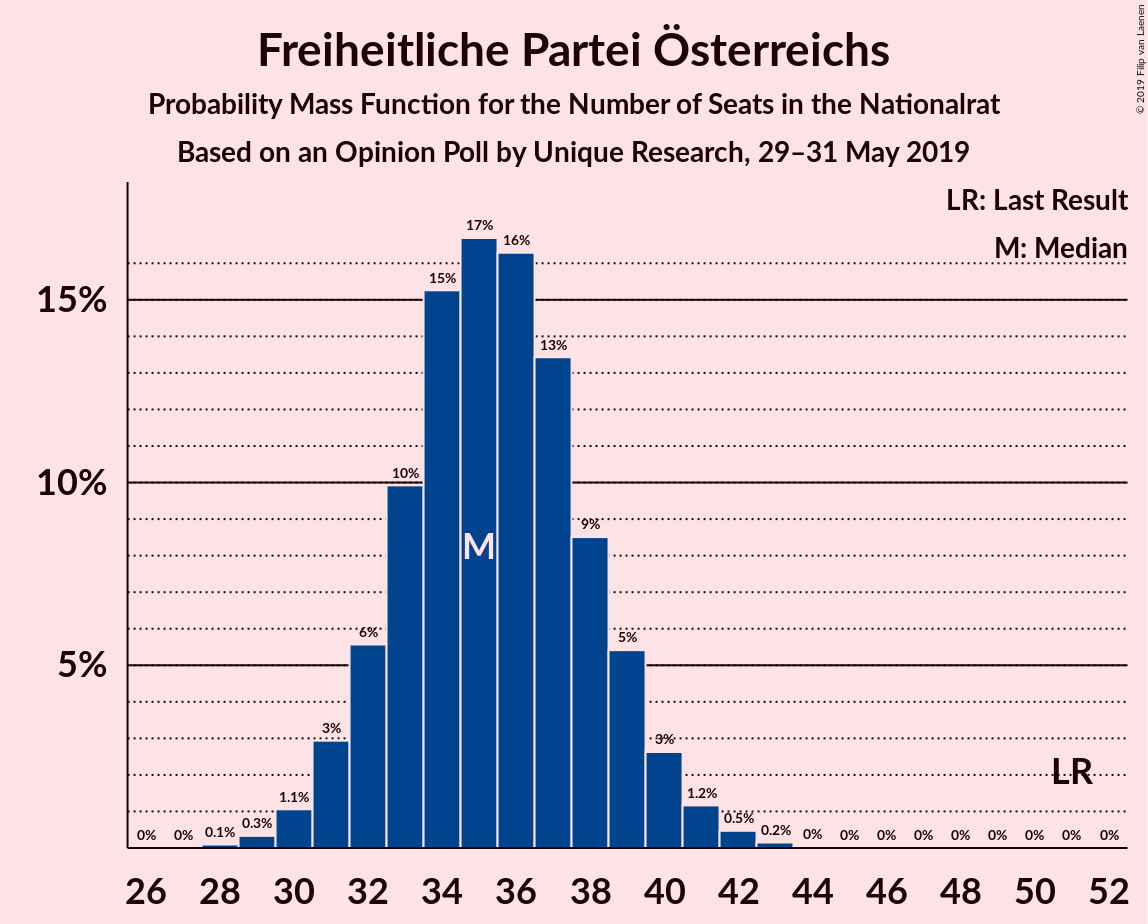 Freiheitliche Partei Österreichs
Probability Mass Function for the Number of Seats in the Nationalrat
Based on an Opinion Poll by Unique Research, 29–31 May 2019
© 2019 Filip van Laenen
LR: Last Result
M: Median
15%
10%
5%
0% 0% 0.1% 0.3% 1.1% 3% 6% 10% 15% 17% 16% 13% 9% 5% 3% 1.2% 0.5% 0.2% 0% 0% 0% 0% 0% 0% 0% 0% 0%
M
LR
26 28 30 32 34 36 38 40 42 44 46 48 50 52